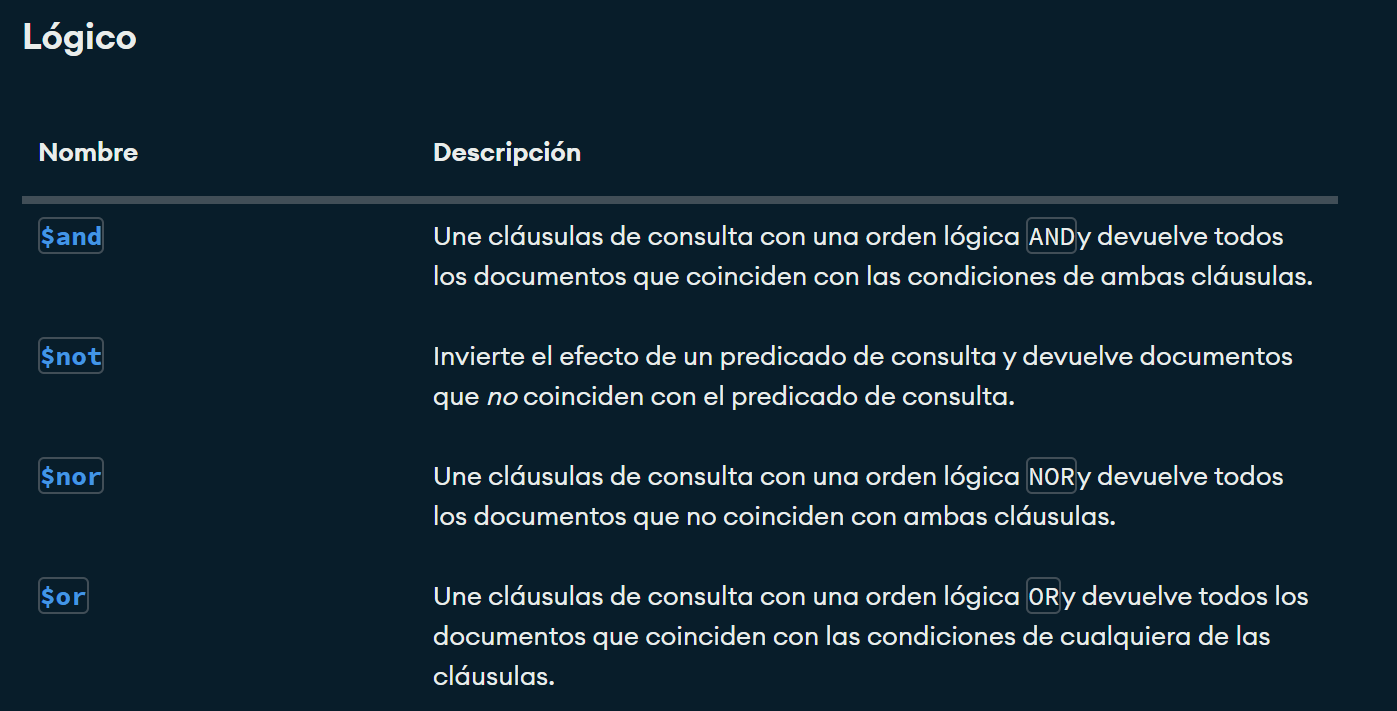 Lógico
Nombre Descripción
$and Une cláusulas de consulta con una orden lógica AND y devuelve todos
los documentos que coinciden con las condiciones de ambas cláusulas.
$not Invierte el efecto de un predicado de consulta y devuelve documentos
que no coinciden con el predicado de consulta.
$nor Une cláusulas de consulta con una orden lógica NOR y devuelve todos
los documentos que no coinciden con ambas cláusulas.
$or Une cláusulas de consulta con una orden lógica OR y devuelve todos los
documentos que coinciden con las condiciones de cualquiera de las
cláusulas.